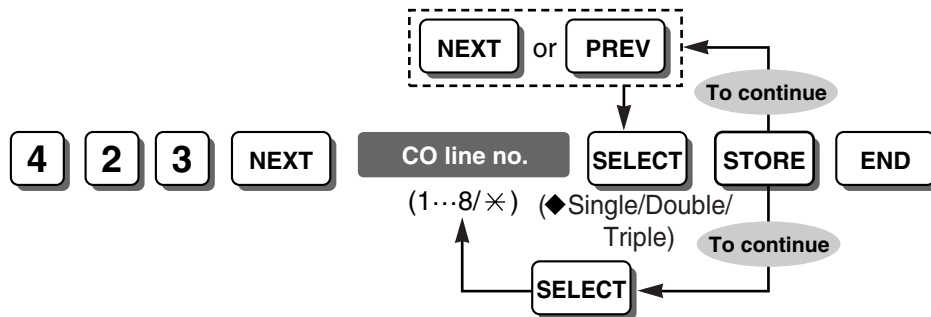 NEXT or PREV
To continue
4 2 3 NEXT CO line no. SELECT STORE END
(1···8/✳) (◆Single/Double/
Triple)
To continue
SELECT